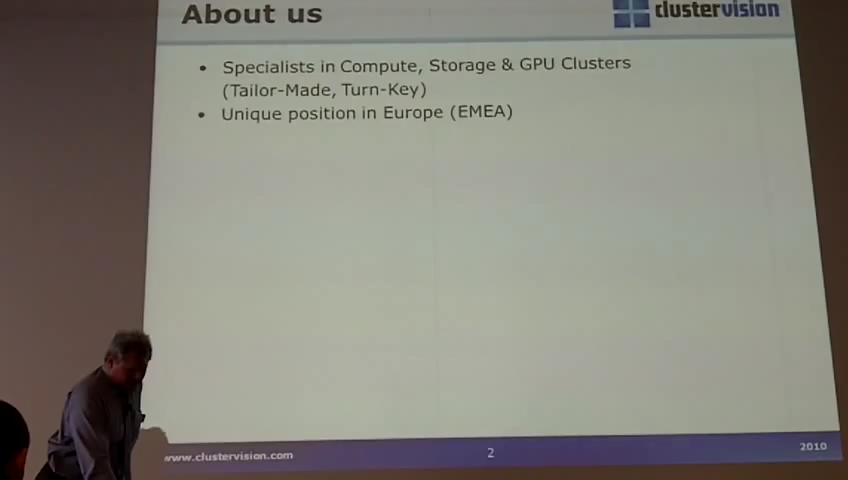 About us
clustervision
• Specialists in Compute, Storage & GPU Clusters
(Tailor-Made, Turn-Key)
• Unique position in Europe (EMEA)
www.clustervision.com
2
2010